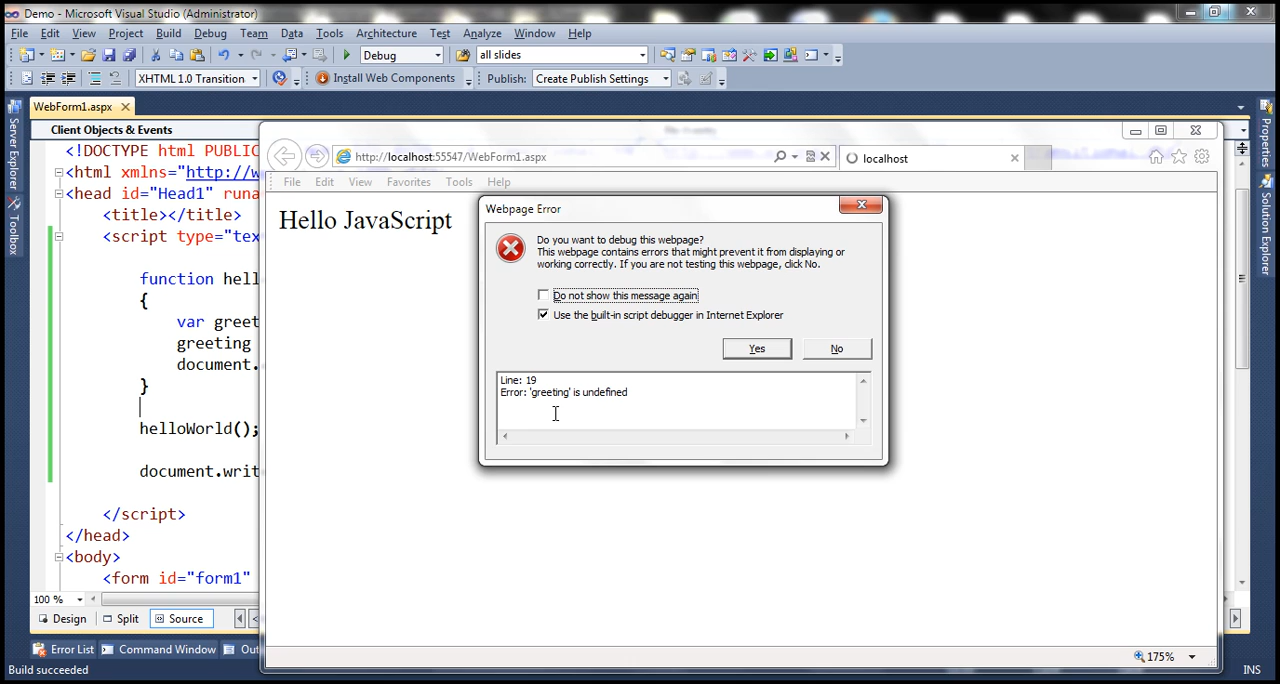 Demo - Microsoft Visual Studio (Administrator)
File Edit View Project Build Debug Team Data Tools Architecture Test Analyze Window Help
Debug all slides
XHTML 1.0 Transition Install Web Components Publish: Create Publish Settings
WebForm1.aspx
Client Objects & Events
Server Explorer
Toolbox
Properties
Solution Explorer
<!DOCTYPE html PUBLIC
<html xmlns="http://w
<head id="Head1" runa
<title></title>
<script type="tex
function hell
{
var greet
greeting
document.
}
helloWorld();
document.writ
</script>
</head>
<body>
<form id="form1"
100 %
Design Split Source
Error List Command Window Out
Build succeeded
INS
http://localhost:55547/WebForm1.aspx
localhost
File Edit View Favorites Tools Help
Hello JavaScript
Webpage Error
Do you want to debug this webpage?
This webpage contains errors that might prevent it from displaying or
working correctly. If you are not testing this webpage, click No.
Do not show this message again
Use the built-in script debugger in Internet Explorer
Yes No
Line: 19
Error: 'greeting' is undefined
175%